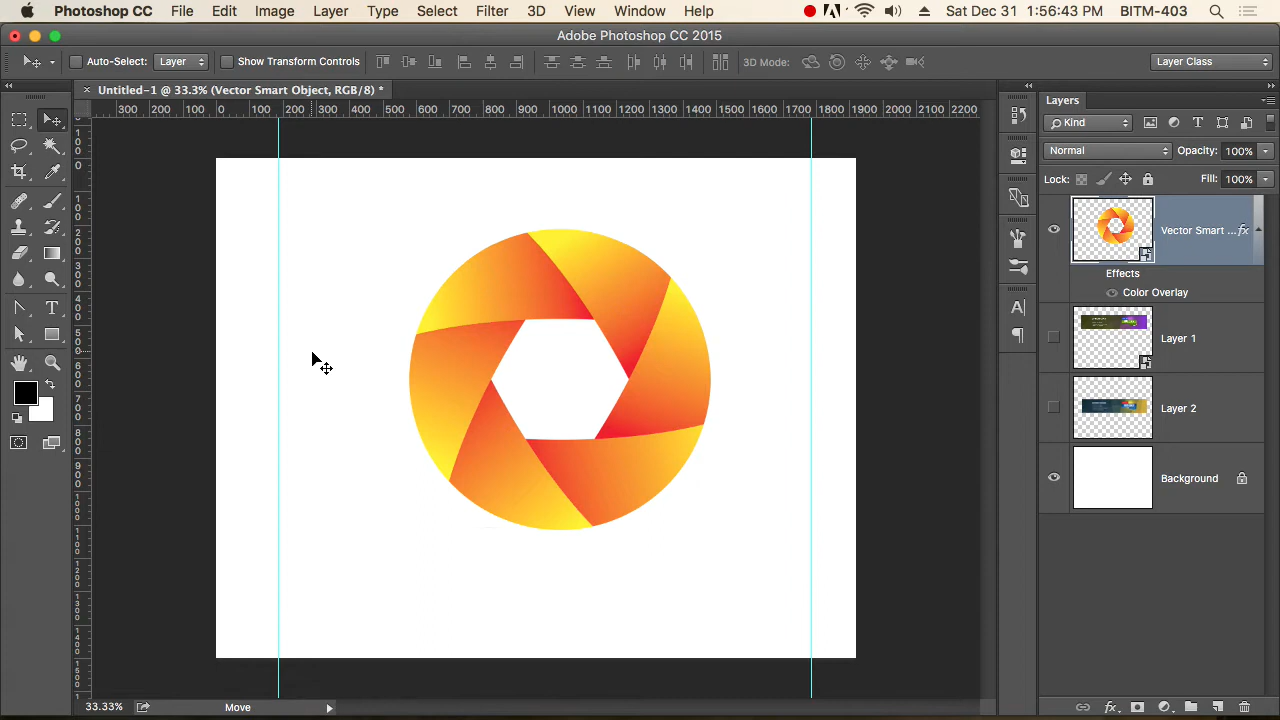 Photoshop CC File Edit Image Layer Type Select Filter 3D View Window Help Sat Dec 31 1:56:43 PM BITM-403
Adobe Photoshop CC 2015
Auto-Select: Layer Show Transform Controls 3D Mode: Layer Class
Untitled-1 @ 33.3% (Vector Smart Object, RGB/8) *
300 200 100 0 100 200 300 400 500 600 700 800 900 1000 1100 1200 1300 1400 1500 1600 1700 1800 1900 2000 2100 2200
Layers
Kind
Normal Opacity: 100%
Lock: Fill: 100%
Vector Smart ... fx
Effects
Color Overlay
Layer 1
Layer 2
Background
33.33% Move